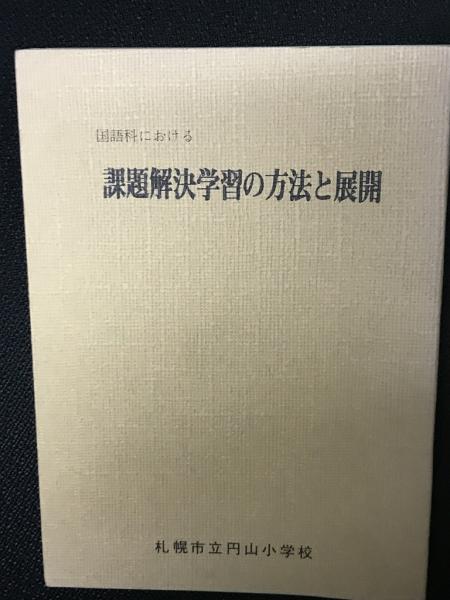 国語科における
課題解決学習の方法と展開
札幌市立円山小学校